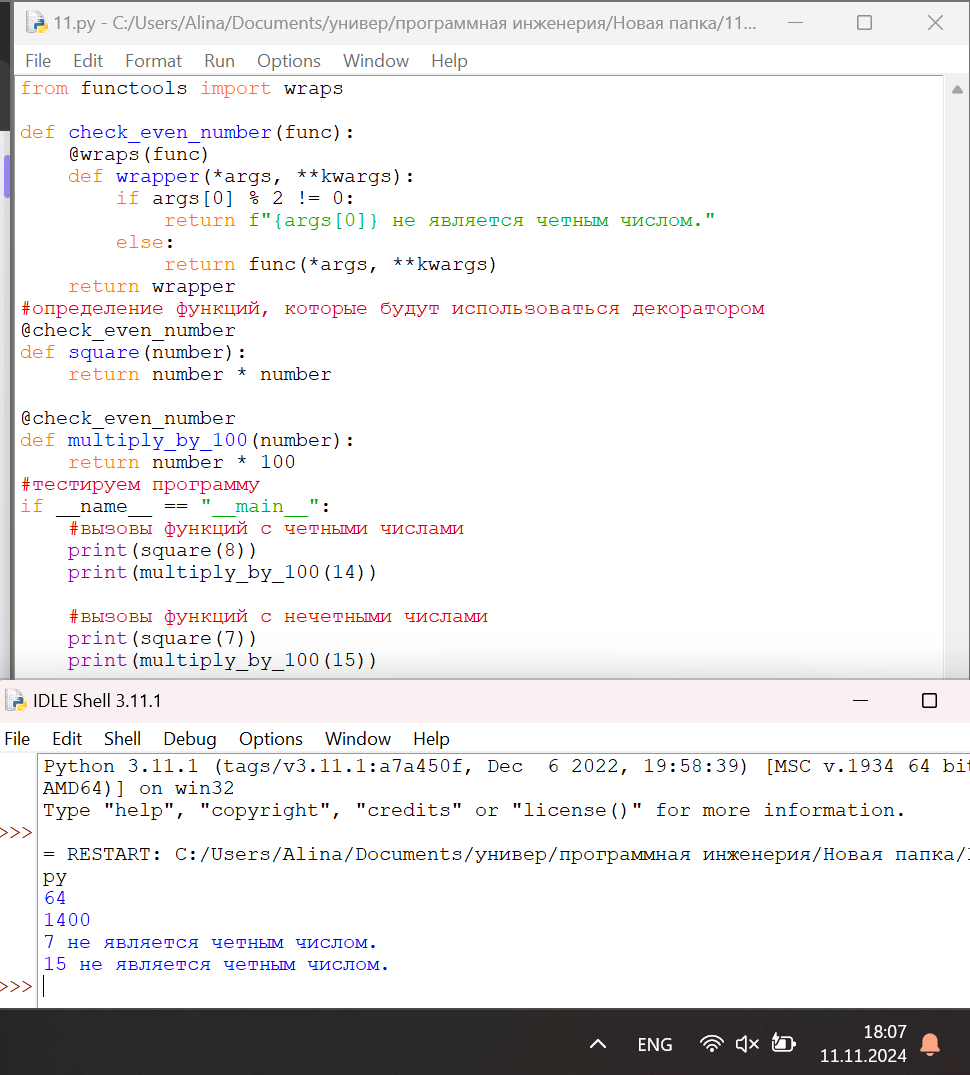 11.py - C:/Users/Alina/Documents/универ/программная инженерия/Новая папка/11...
File Edit Format Run Options Window Help
from functools import wraps
def check_even_number(func):
    @wraps(func)
    def wrapper(*args, **kwargs):
        if args[0] % 2 != 0:
            return f"{args[0]} не является четным числом."
        else:
            return func(*args, **kwargs)
    return wrapper
#определение функций, которые будут использоваться декоратором
@check_even_number
def square(number):
    return number * number
@check_even_number
def multiply_by_100(number):
    return number * 100
#тестируем программу
if __name__ == "__main__":
    #вызовы функций с четными числами
    print(square(8))
    print(multiply_by_100(14))
    #вызовы функций с нечетными числами
    print(square(7))
    print(multiply_by_100(15))
IDLE Shell 3.11.1
File Edit Shell Debug Options Window Help
Python 3.11.1 (tags/v3.11.1:a7a450f, Dec  6 2022, 19:58:39) [MSC v.1934 64 bit
AMD64)] on win32
Type "help", "copyright", "credits" or "license()" for more information.
>>>
= RESTART: C:/Users/Alina/Documents/универ/программная инженерия/Новая папка/
py
64
1400
7 не является четным числом.
15 не является четным числом.
>>>
ENG
18:07
11.11.2024